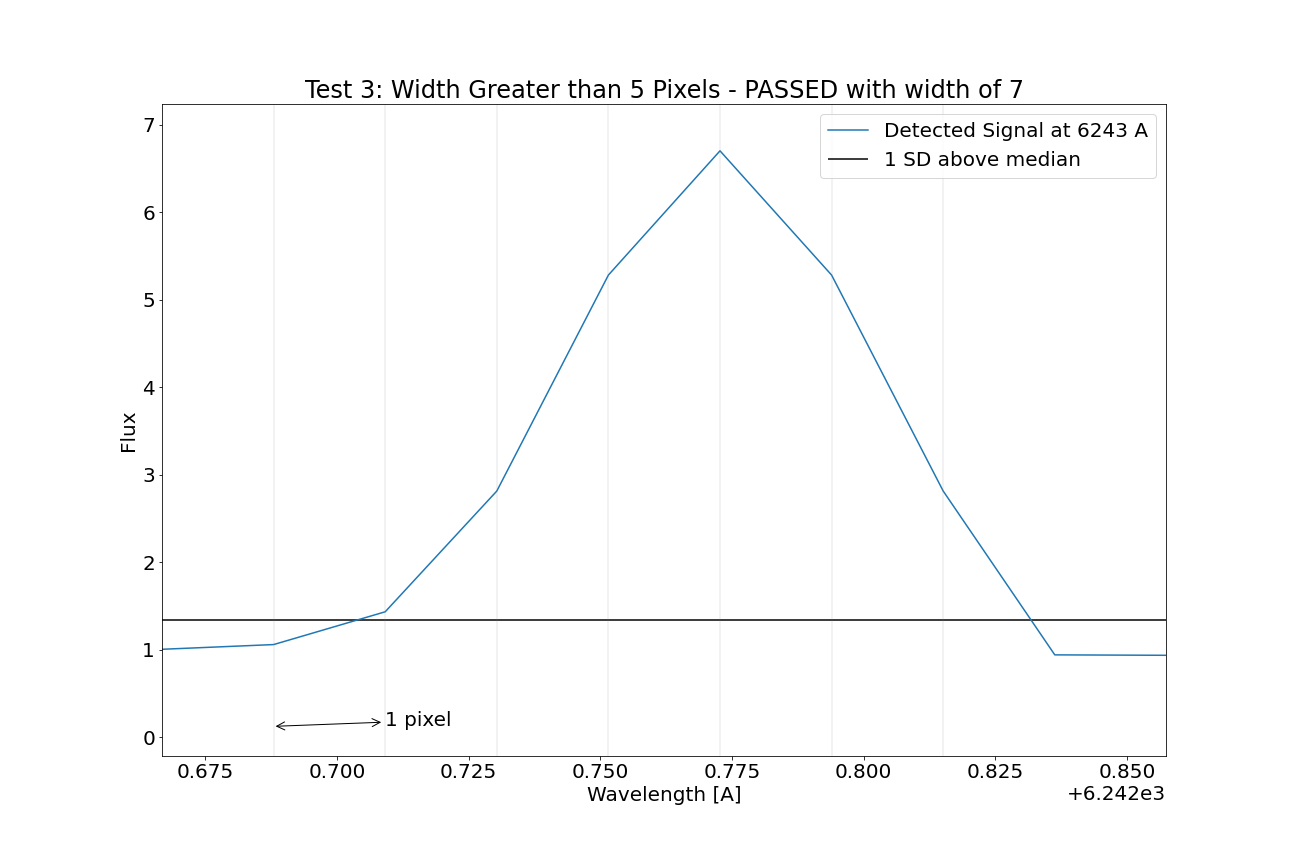 Test 3: Width Greater than 5 Pixels - PASSED with width of 7
Detected Signal at 6243 A
1 SD above median
7
6
5
4
3
2
1
0
Flux
1 pixel
0.675 0.700 0.725 0.750 0.775 0.800 0.825 0.850
Wavelength [A]
+6.242e3